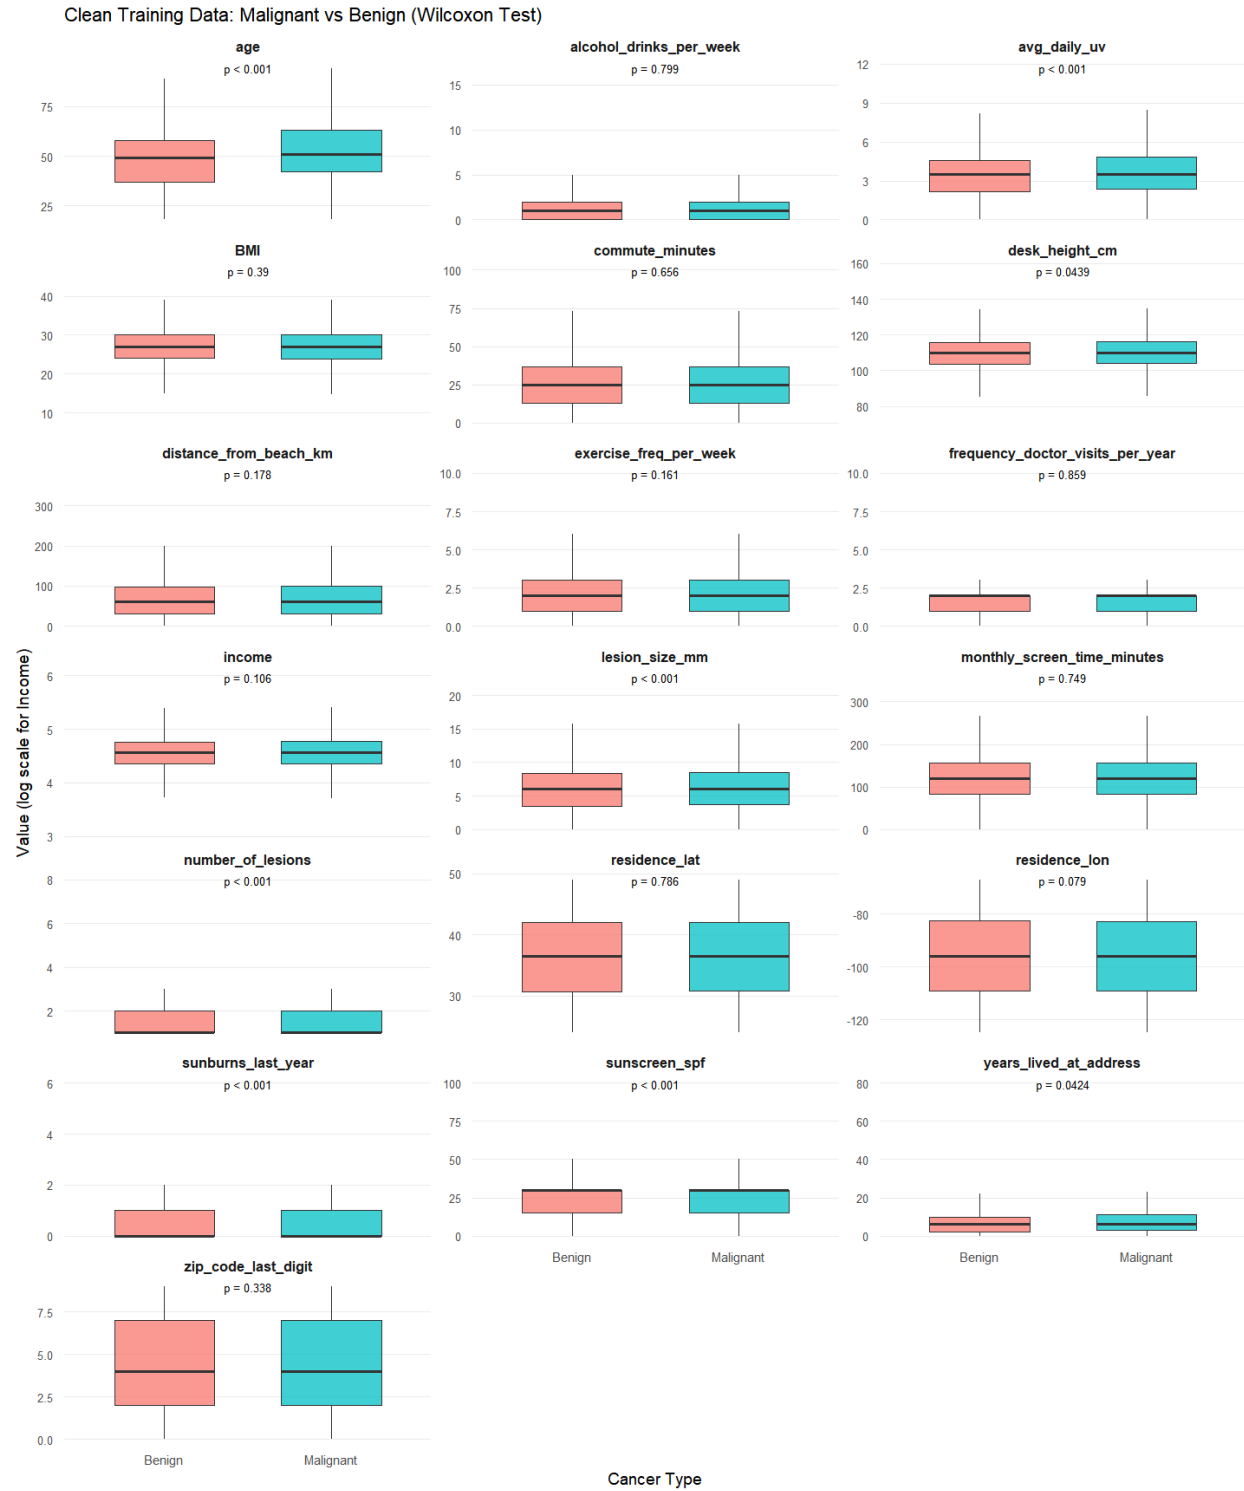 Clean Training Data: Malignant vs Benign (Wilcoxon Test)
age
p < 0.001
75
50
25
alcohol_drinks_per_week
p = 0.799
15
10
5
0
avg_daily_uv
p < 0.001
12
9
6
3
0
BMI
p = 0.39
40
30
20
10
commute_minutes
p = 0.656
100
75
50
25
0
desk_height_cm
p = 0.0439
160
140
120
100
80
distance_from_beach_km
p = 0.178
300
200
100
0
exercise_freq_per_week
p = 0.161
10.0
7.5
5.0
2.5
0.0
frequency_doctor_visits_per_year
p = 0.859
10.0
7.5
5.0
2.5
0.0
income
p = 0.106
6
5
4
3
lesion_size_mm
p < 0.001
20
15
10
5
0
monthly_screen_time_minutes
p = 0.749
300
200
100
0
number_of_lesions
p < 0.001
8
6
4
2
residence_lat
p = 0.786
50
40
30
residence_lon
p = 0.079
-80
-100
-120
sunburns_last_year
p < 0.001
6
4
2
0
sunscreen_spf
p < 0.001
100
75
50
25
0
Benign
Malignant
years_lived_at_address
p = 0.0424
80
60
40
20
0
Benign
Malignant
zip_code_last_digit
p = 0.338
7.5
5.0
2.5
0.0
Benign
Malignant
Value (log scale for Income)
Cancer Type